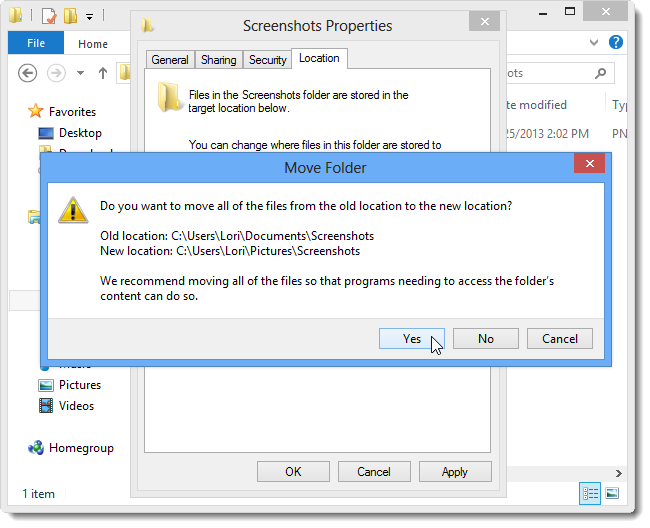 Screenshots Properties
File
Home
General
Sharing
Security
Location
Files in the Screenshots folder are stored in the
target location below.
You can change where files in this folder are stored to
Favorites
Desktop
modified
25/2013 2:02 PM
PN
Move Folder
Do you want to move all of the files from the old location to the new location?
Old location: C:\Users\Lori\Documents\Screenshots
New location: C:\Users\Lori\Pictures\Screenshots
We recommend moving all of the files so that programs needing to access the folder's
content can do so.
Yes
No
Cancel
Pictures
Videos
Homegroup
OK
Cancel
Apply
1 item